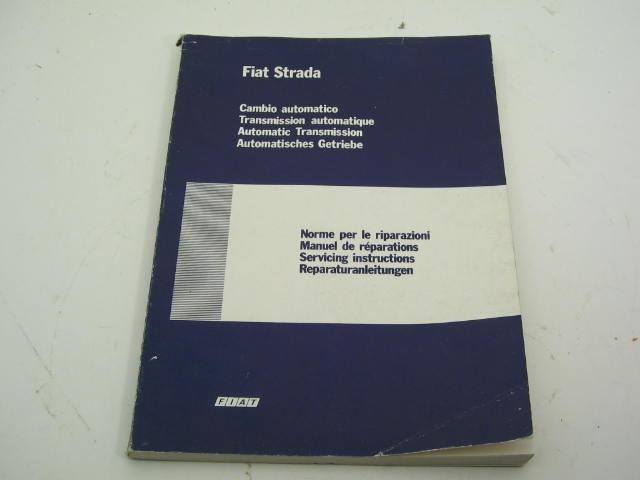 Fiat Strada
Cambio automatico
Transmission automatique
Automatic Transmission
Automatisches Getriebe
Norme per le riparazioni
Manuel de réparations
Servicing instructions
Reparaturanleitungen
FIAT